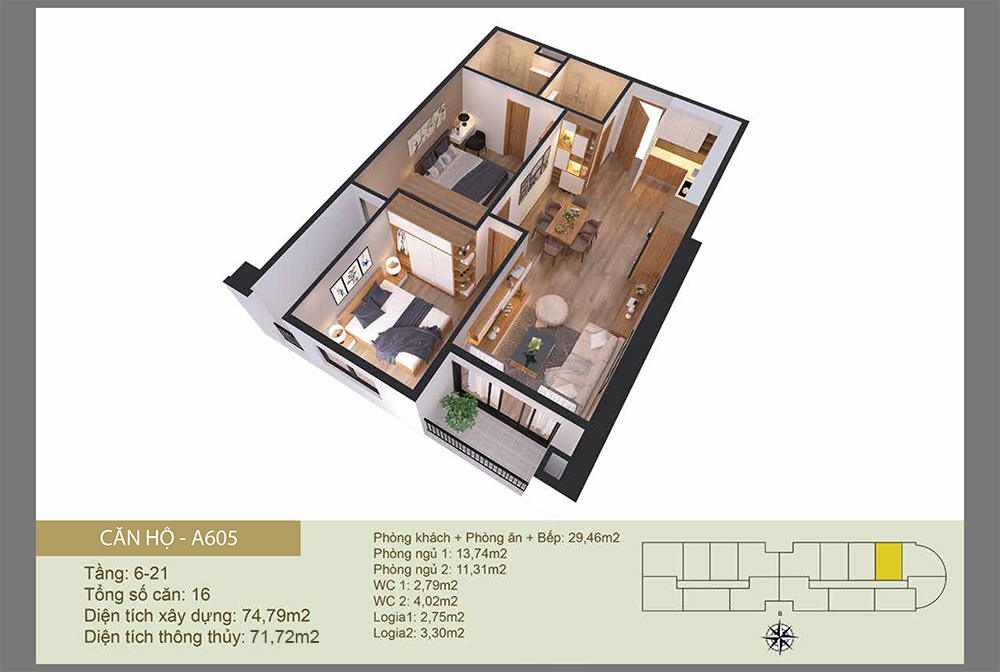 CĂN HỘ - A605
Tầng: 6-21
Tổng số căn: 16
Diện tích xây dựng: 74,79m2
Diện tích thông thủy: 71,72m2
Phòng khách + Phòng ăn + Bếp: 29,46m2
Phòng ngủ 1: 13,74m2
Phòng ngủ 2: 11,31m2
WC 1: 2,79m2
WC 2: 4,02m2
Logia1: 2,75m2
Logia2: 3,30m2
B